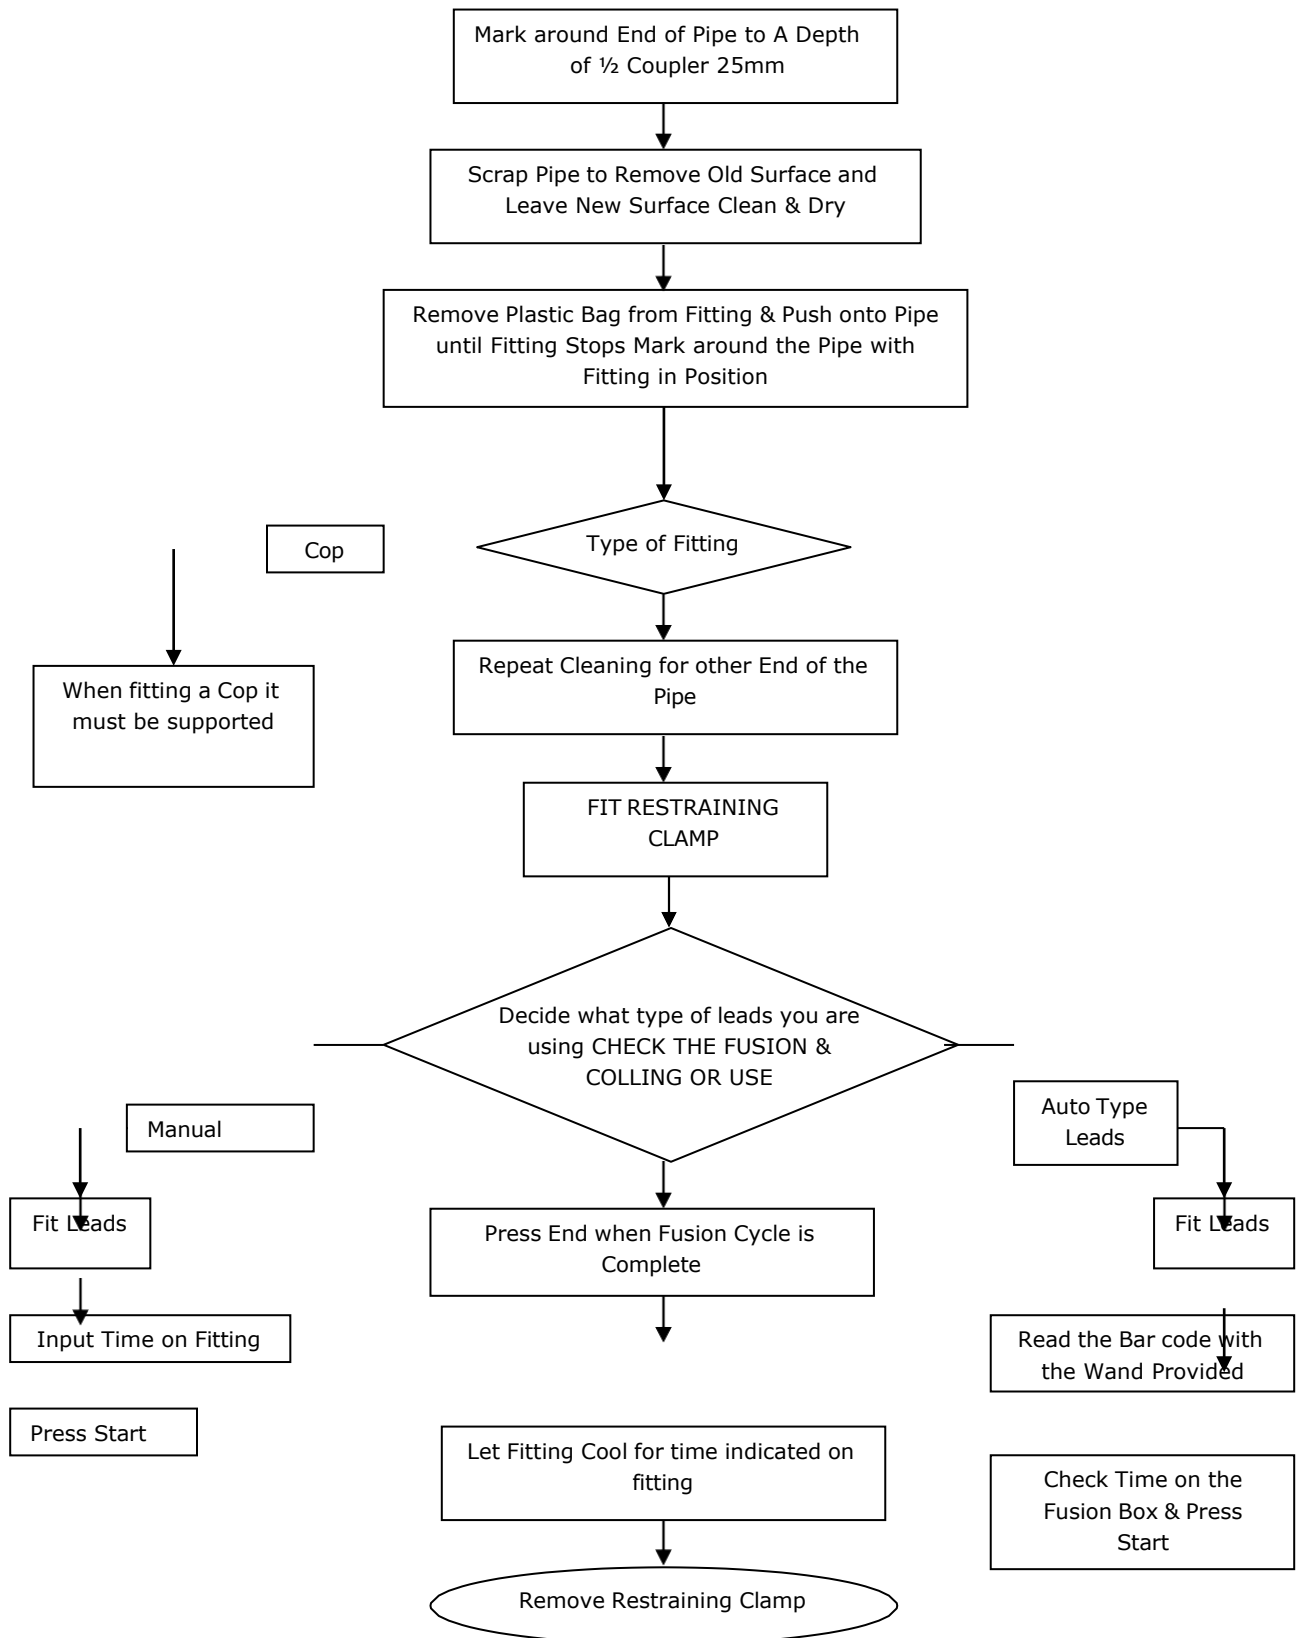 Mark around End of Pipe to A Depth
of ½ Coupler 25mm
Scrap Pipe to Remove Old Surface and
Leave New Surface Clean & Dry
Remove Plastic Bag from Fitting & Push onto Pipe
until Fitting Stops Mark around the Pipe with
Fitting in Position
Cop
Type of Fitting
When fitting a Cop it
must be supported
Repeat Cleaning for other End of the
Pipe
FIT RESTRAINING
CLAMP
Decide what type of leads you are
using CHECK THE FUSION &
COLLING OR USE
Manual
Auto Type
Leads
Fit Leads
Press End when Fusion Cycle is
Complete
Fit Leads
Input Time on Fitting
Read the Bar code with
the Wand Provided
Press Start
Let Fitting Cool for time indicated on
fitting
Check Time on the
Fusion Box & Press
Start
Remove Restraining Clamp